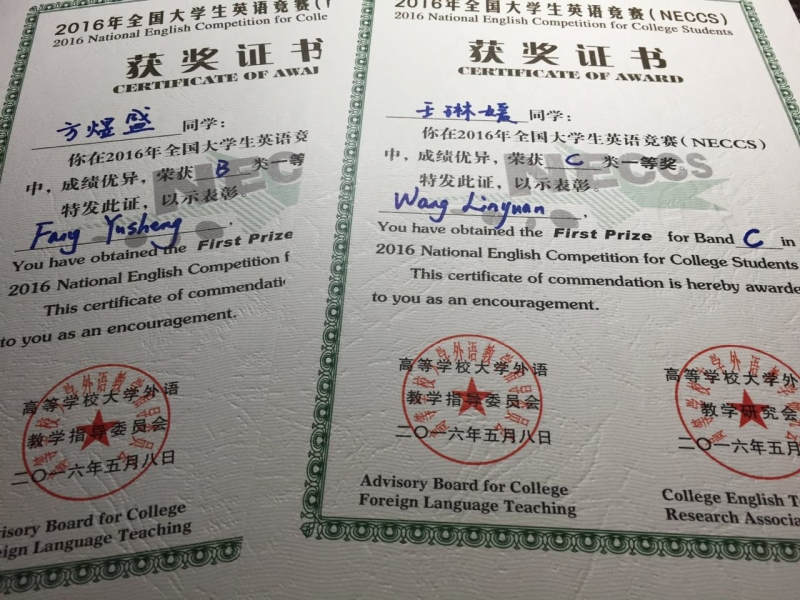 2016年全国大学生英语竞赛(
2016 National English Competition for College
获奖证书
CERTIFICATE OF AWA
方煜盛 同学：
你在2016年全国大学生英语竞
中，成绩优异，荣获 B 类一等
特发此证，以示表彰。
NEC
Fang Yusheng,
You have obtained the First Prize
2016 National English Competition f
This certificate of commendati
to you as an encouragement.
高等学校大学外语
教学指导委员会
二〇一六年五月八日
visory Board for College
eign Language Teaching
2016年全国大学生英语竞赛(NECCS)
2016 National English Competition for College Students
获奖证书
CERTIFICATE OF AWARD
王琳媛 同学：
你在2016年全国大学生英语竞赛(NECCS)
中，成绩优异，荣获 C 类一等奖
特发此证，以示表彰。
NECCS
Wang Linyuan,
You have obtained the First Prize for Band C in
2016 National English Competition for College Students
This certificate of commendation is hereby awarde
to you as an encouragement.
高等学校大学外语
教学指导委员会
二〇一六年五月八日
Advisory Board for College
Foreign Language Teaching
高等学校大学外
教学研究会
二〇一六年五月八
College English T
Research Associa